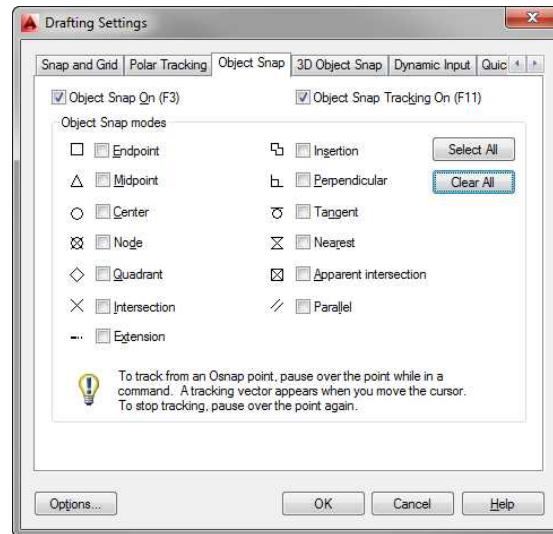 Drafting Settings
Snap and Grid Polar Tracking Object Snap 3D Object Snap Dynamic Input Quic
Object Snap On (F3) Object Snap Tracking On (F11)
Object Snap modes
Endpoint Insertion Select All
Midpoint Perpendicular Clear All
Center Tangent
Node Nearest
Quadrant Apparent intersection
Intersection Parallel
Extension
To track from an Osnap point, pause over the point while in a
command. A tracking vector appears when you move the cursor.
To stop tracking, pause over the point again.
Options... OK Cancel Help